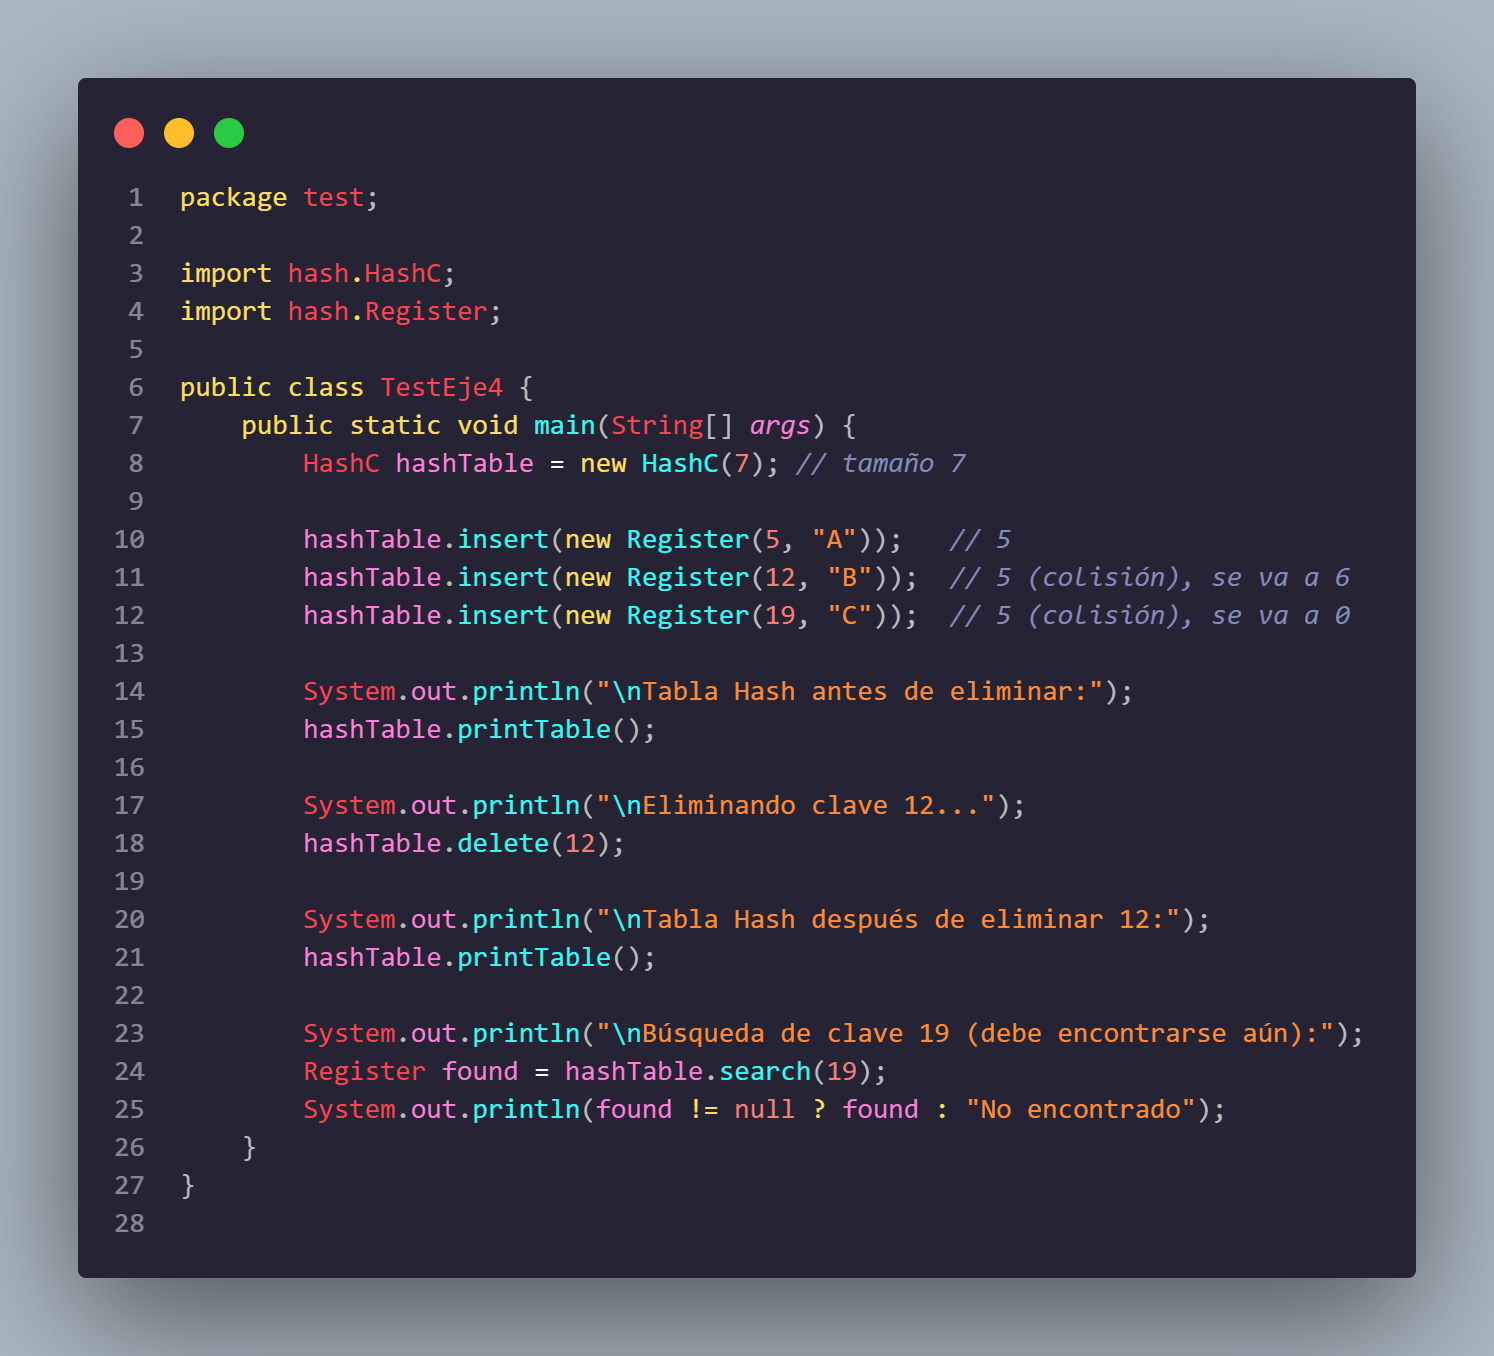 1 package test;
2
3 import hash.HashC;
4 import hash.Register;
5
6 public class TestEje4 {
7     public static void main(String[] args) {
8         HashC hashTable = new HashC(7); // tamaño 7
9
10         hashTable.insert(new Register(5, "A"));   // 5
11         hashTable.insert(new Register(12, "B"));  // 5 (colisión), se va a 6
12         hashTable.insert(new Register(19, "C"));  // 5 (colisión), se va a 0
13
14         System.out.println("\nTabla Hash antes de eliminar:");
15         hashTable.printTable();
16
17         System.out.println("\nEliminando clave 12...");
18         hashTable.delete(12);
19
20         System.out.println("\nTabla Hash después de eliminar 12:");
21         hashTable.printTable();
22
23         System.out.println("\nBúsqueda de clave 19 (debe encontrarse aún):");
24         Register found = hashTable.search(19);
25         System.out.println(found != null ? found : "No encontrado");
26     }
27 }
28